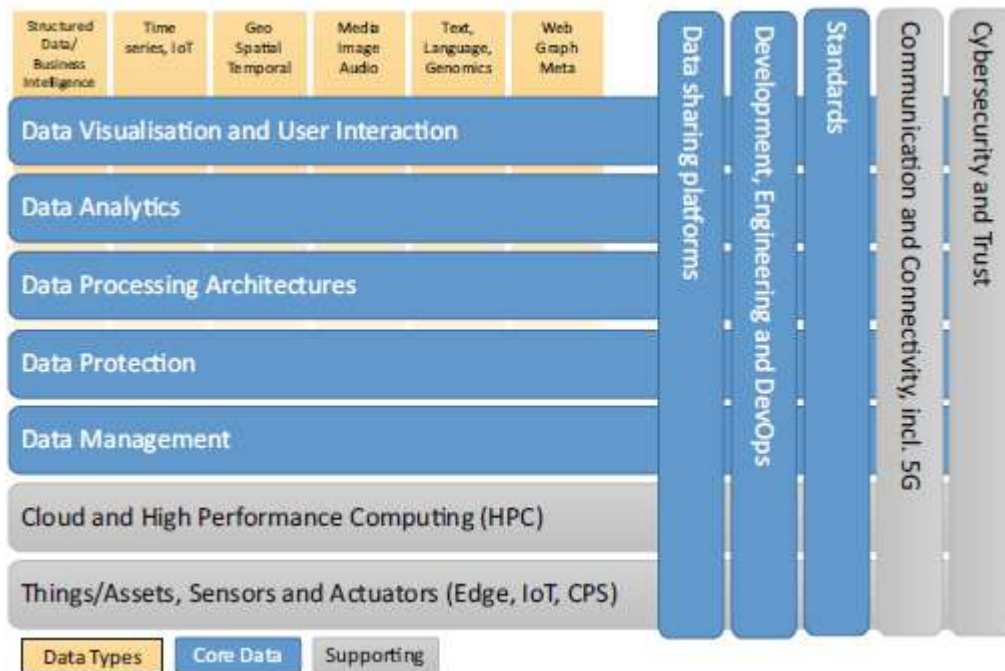 Structured
Data/
Business
Intelligence
Time
series, IoT
Geo
Spatial
Temporal
Media
Image
Audio
Text,
Language,
Genomics
Web
Graph
Meta
Data Visualisation and User Interaction
Data Analytics
Data Processing Architectures
Data Protection
Data Management
Cloud and High Performance Computing (HPC)
Things/Assets, Sensors and Actuators (Edge, IoT, CPS)
Data sharing platforms
Development, Engineering and DevOps
Standards
Communication and Connectivity, incl. 5G
Cybersecurity and Trust
Data Types
Core Data
Supporting